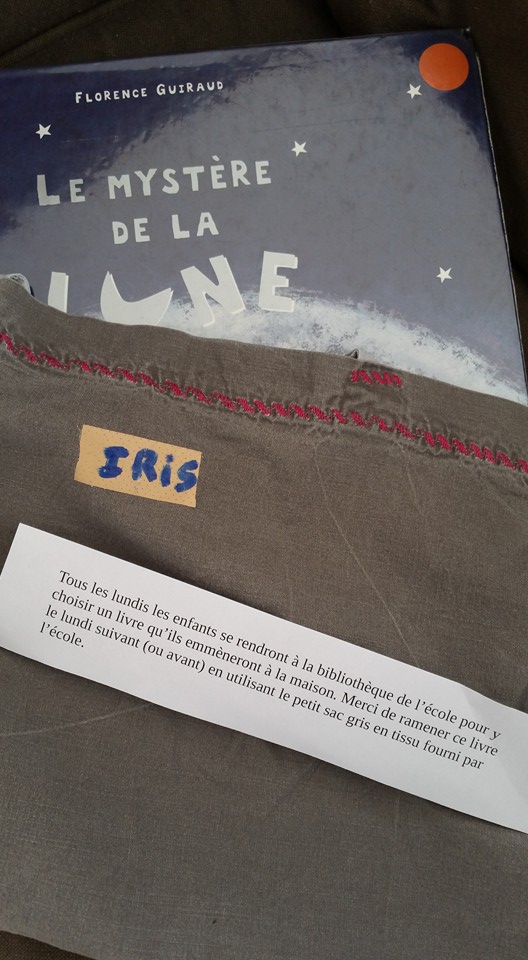 FLORENCE GUIRAUD
LE MYSTÈRE
DE LA
LUNE
IRiS
Tous les lundis les enfants se rendront à la bibliothèque de l'école pour y
choisir un livre qu'ils emmèneront à la maison. Merci de ramener ce livre
le lundi suivant (ou avant) en utilisant le petit sac gris en tissu fourni par
l'école.